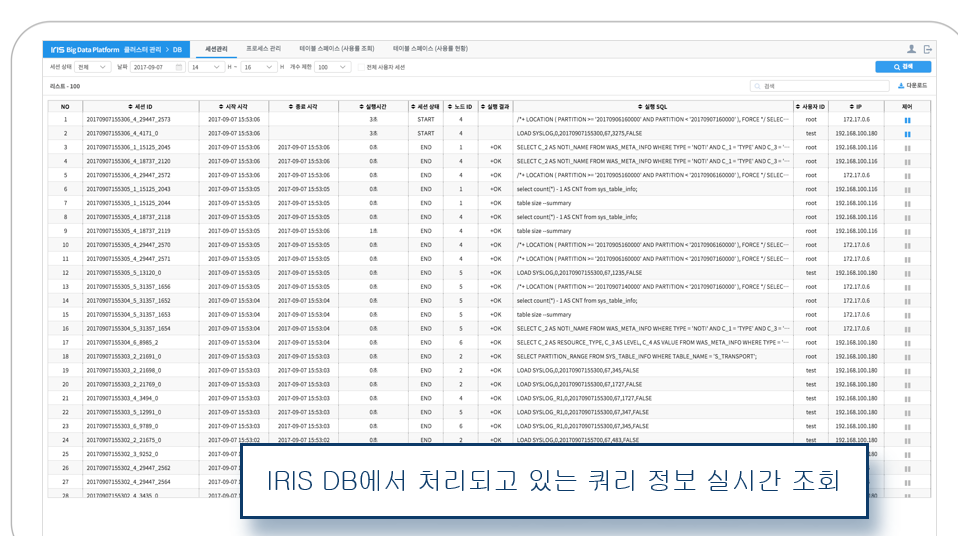 IRIS Big Data Platform 클러스터 관리 > DB 세션관리 프로세스 관리 테이블 스페이스 (사용률 조회) 테이블 스페이스 (사용률 현황)
세션 상태 전체 날짜 2017-09-07 14 H ~ 16 H 개수 제한 100 전체 사용자 세션 검색
리스트 - 100 검색 다운로드
NO 세션 ID 시작 시각 종료 시각 실행시간 세션 상태 노드 ID 실행 결과 실행 SQL 사용자 ID IP 제어
1 20170907155306_4_29447_2573 2017-09-07 15:53:06 3초 START 4 /*+ LOCATION ( PARTITION >= '20170906160000' AND PARTITION < '20170907160000' ), FORCE */ SELEC··· root 172.17.0.6
2 20170907155306_4_4171_0 2017-09-07 15:53:06 3초 START 4 LOAD SYSLOG,0,20170907155300,67,3275,FALSE test 192.168.100.180
3 20170907155306_1_15125_2045 2017-09-07 15:53:06 2017-09-07 15:53:06 0초 END 1 +OK SELECT C_2 AS NOTI_NAME FROM WAS_META_INFO WHERE TYPE = 'NOTI' AND C_1 = 'TYPE' AND C_3 = '··· root 192.168.100.116
4 20170907155306_4_18737_2120 2017-09-07 15:53:06 2017-09-07 15:53:06 0초 END 4 +OK SELECT C_2 AS NOTI_NAME FROM WAS_META_INFO WHERE TYPE = 'NOTI' AND C_1 = 'TYPE' AND C_3 = '··· root 192.168.100.116
5 20170907155306_4_29447_2572 2017-09-07 15:53:06 2017-09-07 15:53:06 0초 END 4 +OK /*+ LOCATION ( PARTITION >= '20170905160000' AND PARTITION < '20170906160000' ), FORCE */ SELEC··· root 172.17.0.6
6 20170907155305_1_15125_2043 2017-09-07 15:53:05 2017-09-07 15:53:05 0초 END 1 +OK select count(*) - 1 AS CNT from sys_table_info; root 192.168.100.116
7 20170907155305_1_15125_2044 2017-09-07 15:53:05 2017-09-07 15:53:05 0초 END 1 +OK table size --summary root 192.168.100.116
8 20170907155305_4_18737_2118 2017-09-07 15:53:05 2017-09-07 15:53:05 0초 END 4 +OK select count(*) - 1 AS CNT from sys_table_info; root 192.168.100.116
9 20170907155305_4_18737_2119 2017-09-07 15:53:05 2017-09-07 15:53:06 1초 END 4 +OK table size --summary root 192.168.100.116
10 20170907155305_4_29447_2570 2017-09-07 15:53:05 2017-09-07 15:53:05 0초 END 4 +OK /*+ LOCATION ( PARTITION >= '20170905160000' AND PARTITION < '20170906160000' ), FORCE */ SELEC··· root 172.17.0.6
11 20170907155305_4_29447_2571 2017-09-07 15:53:05 2017-09-07 15:53:05 0초 END 4 +OK /*+ LOCATION ( PARTITION >= '20170906160000' AND PARTITION < '20170907160000' ), FORCE */ SELEC··· root 172.17.0.6
12 20170907155305_5_13120_0 2017-09-07 15:53:05 2017-09-07 15:53:05 0초 END 5 +OK LOAD SYSLOG,0,20170907155300,67,1235,FALSE test 192.168.100.180
13 20170907155305_5_31357_1656 2017-09-07 15:53:05 2017-09-07 15:53:05 0초 END 5 +OK /*+ LOCATION ( PARTITION >= '20170907140000' AND PARTITION < '20170907160000' ), FORCE */ SELEC··· root 172.17.0.6
14 20170907155304_5_31357_1652 2017-09-07 15:53:04 2017-09-07 15:53:04 0초 END 5 +OK select count(*) - 1 AS CNT from sys_table_info; root 172.17.0.6
15 20170907155304_5_31357_1653 2017-09-07 15:53:04 2017-09-07 15:53:04 0초 END 5 +OK table size --summary root 172.17.0.6
16 20170907155304_5_31357_1654 2017-09-07 15:53:04 2017-09-07 15:53:04 0초 END 5 +OK SELECT C_2 AS NOTI_NAME FROM WAS_META_INFO WHERE TYPE = 'NOTI' AND C_1 = 'TYPE' AND C_3 = '··· root 172.17.0.6
17 20170907155304_6_8985_2 2017-09-07 15:53:04 2017-09-07 15:53:04 0초 END 6 +OK SELECT C_2 AS RESOURCE_TYPE, C_3 AS LEVEL, C_4 AS VALUE FROM WAS_META_INFO WHERE TYPE = '··· root 192.168.100.180
18 20170907155303_2_21691_0 2017-09-07 15:53:03 2017-09-07 15:53:03 0초 END 2 +OK SELECT PARTITION_RANGE FROM SYS_TABLE_INFO WHERE TABLE_NAME = 'S_TRANSPORT'; root 192.168.100.180
19 20170907155303_2_21698_0 2017-09-07 15:53:03 2017-09-07 15:53:03 0초 END 2 +OK LOAD SYSLOG,0,20170907155300,67,345,FALSE test 192.168.100.180
20 20170907155303_2_21769_0 2017-09-07 15:53:03 2017-09-07 15:53:03 0초 END 2 +OK LOAD SYSLOG,0,20170907155300,67,1727,FALSE test 192.168.100.180
21 20170907155303_4_3494_0 2017-09-07 15:53:03 2017-09-07 15:53:03 0초 END 4 +OK LOAD SYSLOG_R1,0,20170907155300,67,1727,FALSE test 192.168.100.180
22 20170907155303_5_12991_0 2017-09-07 15:53:03 2017-09-07 15:53:03 0초 END 5 +OK LOAD SYSLOG,0,20170907155300,67,347,FALSE test 192.168.100.180
23 20170907155303_6_9789_0 2017-09-07 15:53:03 2017-09-07 15:53:03 0초 END 6 +OK LOAD SYSLOG_R1,0,20170907155300,67,345,FALSE test 192.168.100.180
24 20170907155302_2_21675_0 2017-09-07 15:53:02 2017-09-07 15:53:02 0초 END 2 +OK LOAD SYSLOG,0,20170907155700,67,483,FALSE test 192.168.100.180
25 20170907155302_3_9252_0 2017-09-07
26 20170907155302_4_29447_2562 2017-09-07
27 20170907155302_4_29447_2564 2017-09-07
28 20170907155302_4_3435_0 2017-09-07
IRIS DB에서 처리되고 있는 쿼리 정보 실시간 조회